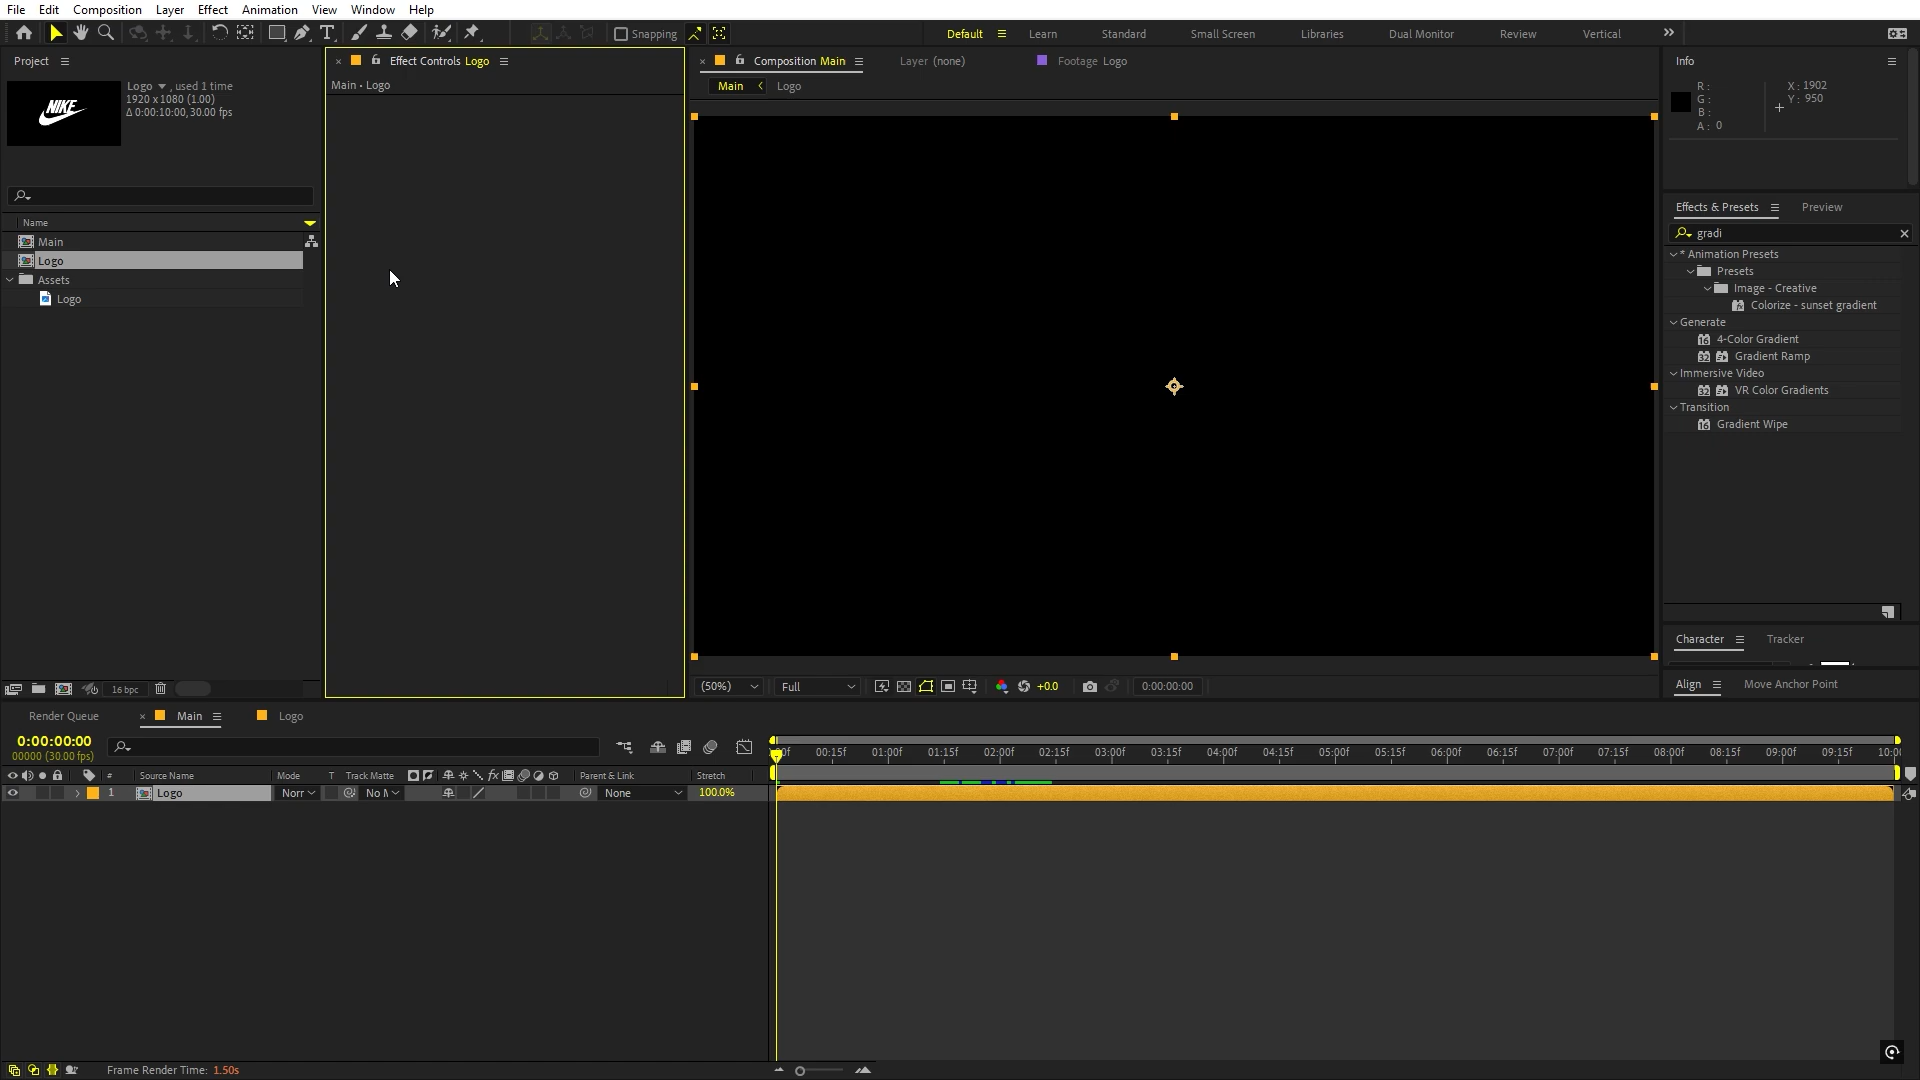 File Edit Composition Layer Effect Animation View Window Help
Snapping
Default Learn Standard Small Screen Libraries Dual Monitor Review Vertical
Project
NIKE
Logo , used 1 time
1920 x 1080 (1.00)
Δ 0:00:10:00, 30.00 fps
Name
Main
Logo
Assets
Logo
16 bpc
Effect Controls Logo
Main • Logo
Composition Main
Layer (none)
Footage Logo
Main
Logo
(50%)
Full
+0.0
0:00:00:00
Info
R :
G :
B :
A : 0
X : 1902
Y : 950
Effects & Presets Preview
gradi
* Animation Presets
Presets
Image - Creative
Colorize - sunset gradient
Generate
4-Color Gradient
Gradient Ramp
Immersive Video
VR Color Gradients
Transition
Gradient Wipe
Character Tracker
Align Move Anchor Point
Render Queue
Main
Logo
0:00:00:00
00000 (30.00 fps)
# Source Name Mode T Track Matte fx Parent & Link Stretch
1 Logo None 100.0%
00:15f 01:00f 01:15f 02:00f 02:15f 03:00f 03:15f 04:00f 04:15f 05:00f 05:15f 06:00f 06:15f 07:00f 07:15f 08:00f 08:15f 09:00f 09:15f
Frame Render Time: 1.50s